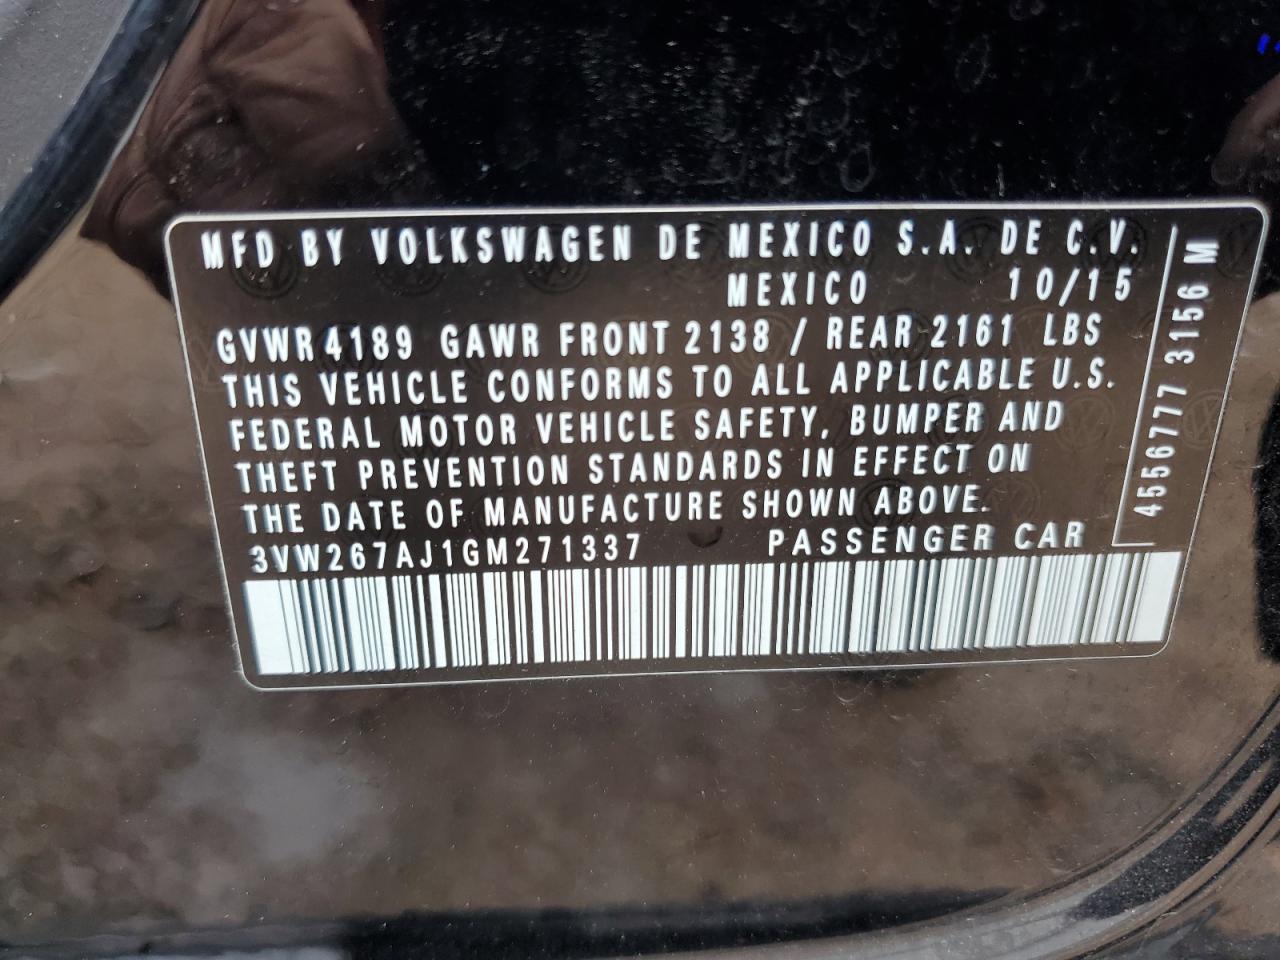 MFD BY VOLKSWAGEN DE MEXICO S.A. DE C.V.
MEXICO 10/15
GVWR 4189 GAWR FRONT 2138 / REAR 2161 LBS
THIS VEHICLE CONFORMS TO ALL APPLICABLE U.S.
FEDERAL MOTOR VEHICLE SAFETY, BUMPER AND
THEFT PREVENTION STANDARDS IN EFFECT ON
THE DATE OF MANUFACTURE SHOWN ABOVE.
3VW267AJ1GM271337 PASSENGER CAR
4556777 3156 M